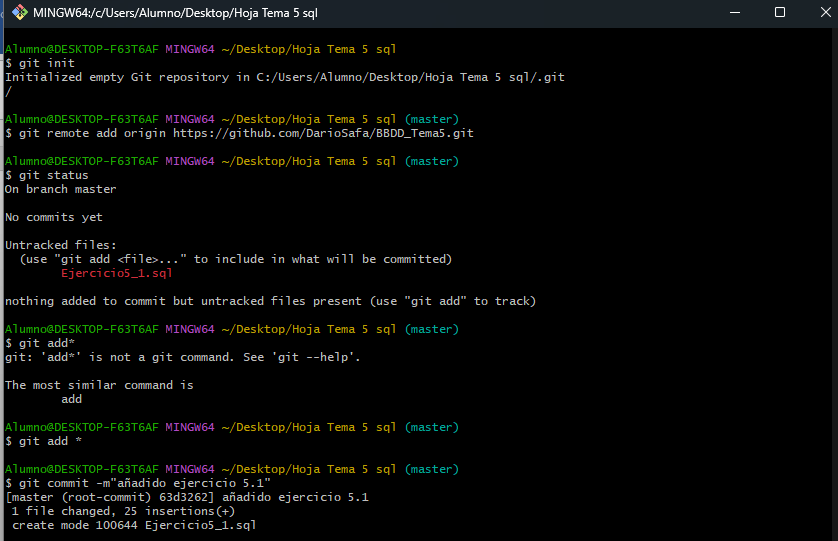 MINGW64:/c/Users/Alumno/Desktop/Hoja Tema 5 sql
Alumno@DESKTOP-F63T6AF MINGW64 ~/Desktop/Hoja Tema 5 sql
$ git init
Initialized empty Git repository in C:/Users/Alumno/Desktop/Hoja Tema 5 sql/.git
/
Alumno@DESKTOP-F63T6AF MINGW64 ~/Desktop/Hoja Tema 5 sql (master)
$ git remote add origin https://github.com/DarioSafa/BBDD_Tema5.git
Alumno@DESKTOP-F63T6AF MINGW64 ~/Desktop/Hoja Tema 5 sql (master)
$ git status
On branch master
No commits yet
Untracked files:
  (use "git add <file>..." to include in what will be committed)
        Ejercicio5_1.sql
nothing added to commit but untracked files present (use "git add" to track)
Alumno@DESKTOP-F63T6AF MINGW64 ~/Desktop/Hoja Tema 5 sql (master)
$ git add*
git: 'add*' is not a git command. See 'git --help'.
The most similar command is
        add
Alumno@DESKTOP-F63T6AF MINGW64 ~/Desktop/Hoja Tema 5 sql (master)
$ git add *
Alumno@DESKTOP-F63T6AF MINGW64 ~/Desktop/Hoja Tema 5 sql (master)
$ git commit -m"añadido ejercicio 5.1"
[master (root-commit) 63d3262] añadido ejercicio 5.1
 1 file changed, 25 insertions(+)
 create mode 100644 Ejercicio5_1.sql